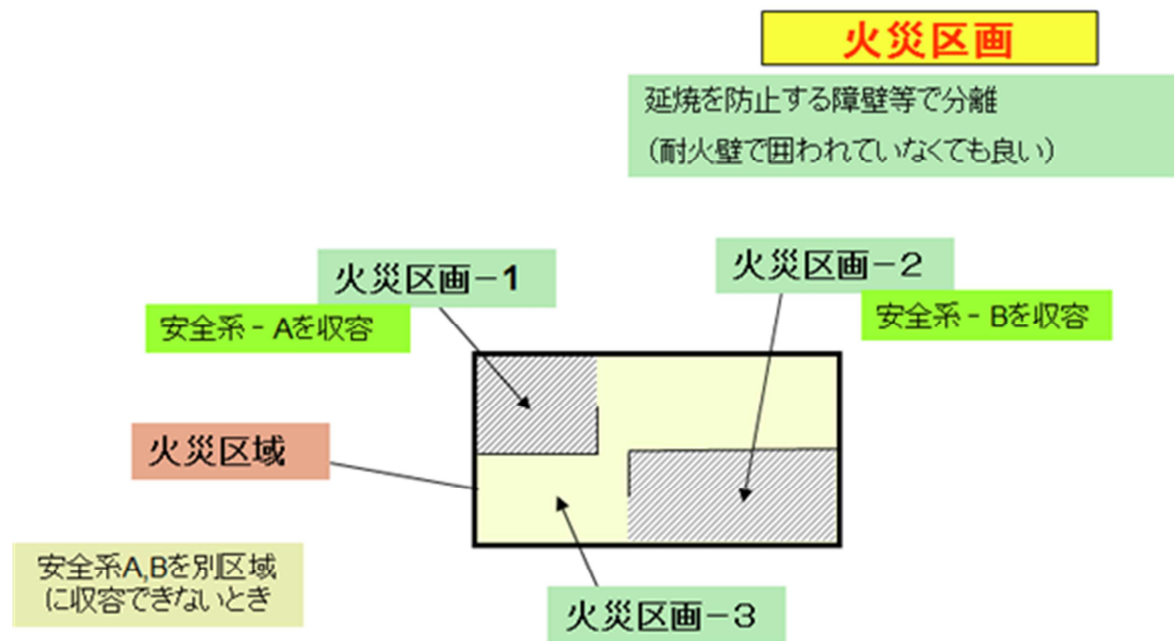 火災区画
延焼を防止する障壁等で分離
（耐火壁で囲われていなくても良い）
火災区画－1
安全系 - Aを収容
火災区画－２
安全系 - Bを収容
火災区域
安全系A,Bを別区域
に収容できないとき
火災区画－３